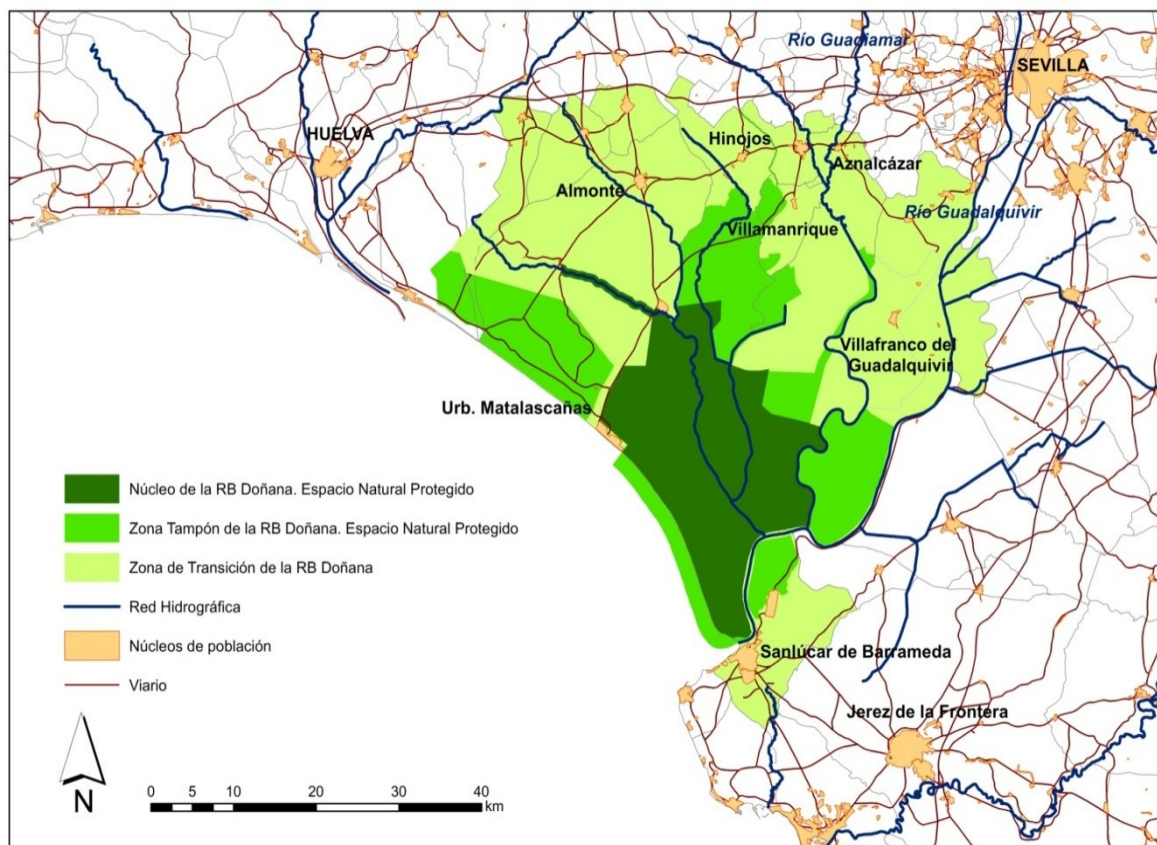 Río Guadiamar
SEVILLA
HUELVA
Hinojos
Aznalcázar
Almonte
Río Guadalquivir
Villamanrique
Villafranco del
Guadalquivir
Urb. Matalascañas
Núcleo de la RB Doñana. Espacio Natural Protegido
Zona Tampón de la RB Doñana. Espacio Natural Protegido
Zona de Transición de la RB Doñana
Red Hidrográfica
Núcleos de población
Sanlúcar de Barrameda
Viario
Jerez de la Frontera
N
0 5 10 20 30 40
km